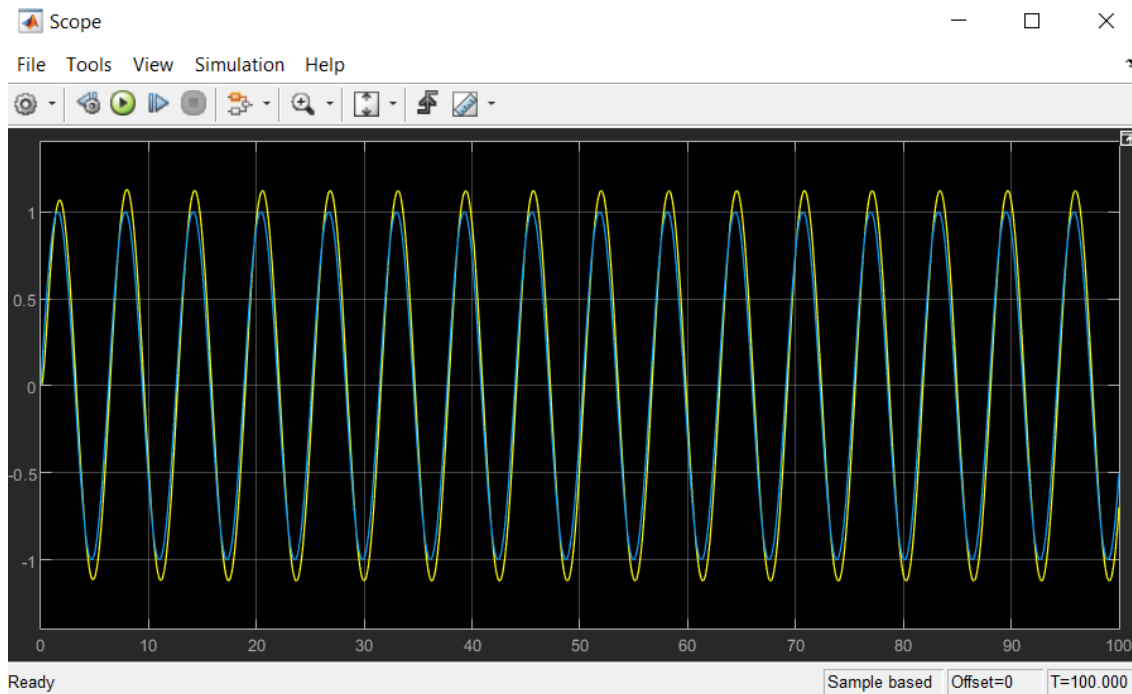 Scope
File Tools View Simulation Help
1
0.5
0
-0.5
-1
0 10 20 30 40 50 60 70 80 90 100
Ready Sample based Offset=0 T=100.000